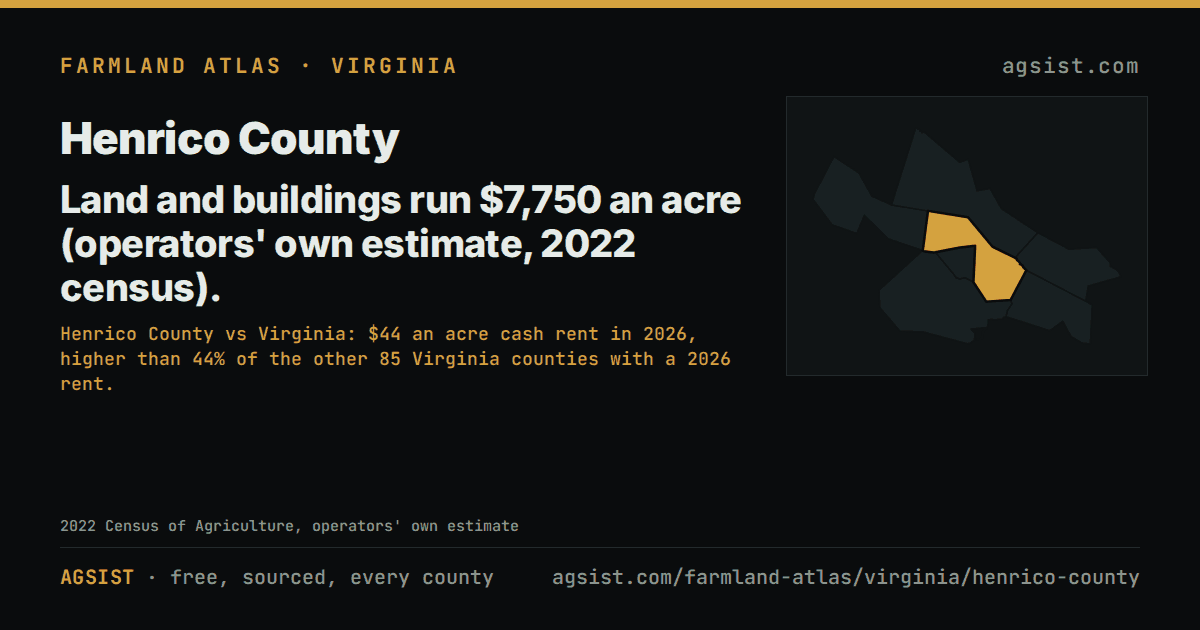 FARMLAND ATLAS · VIRGINIA
agsist.com
Henrico County
Land and buildings run $7,750 an acre
(operators' own estimate, 2022
census).
Henrico County vs Virginia: $44 an acre cash rent in 2026,
higher than 44% of the other 85 Virginia counties with a 2026
rent.
2022 Census of Agriculture, operators' own estimate
AGSIST · free, sourced, every county
agsist.com/farmland-atlas/virginia/henrico-county